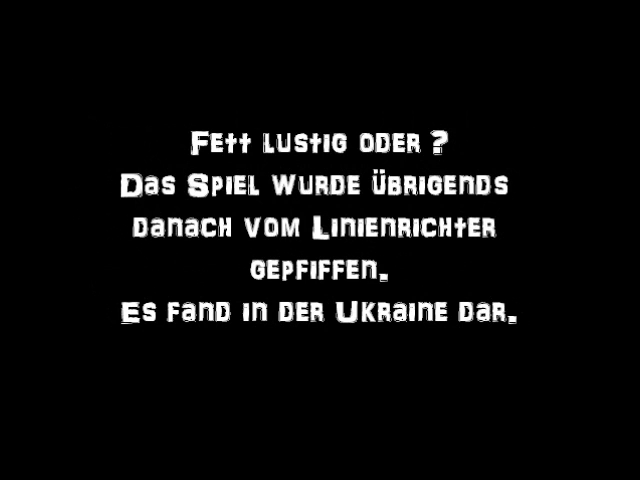 Fett lustig oder ?
Das Spiel wurde übrigends
danach vom Linienrichter
gepfiffen.
Es fand in der Ukraine dar.